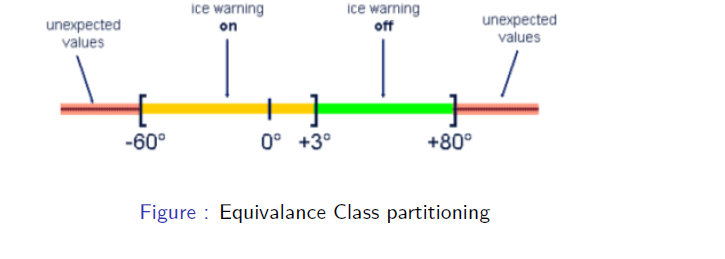 ice warning
on
ice warning
off
unexpected
values
unexpected
values
-60°
0°
+3°
+80°
Figure : Equivalance Class partitioning